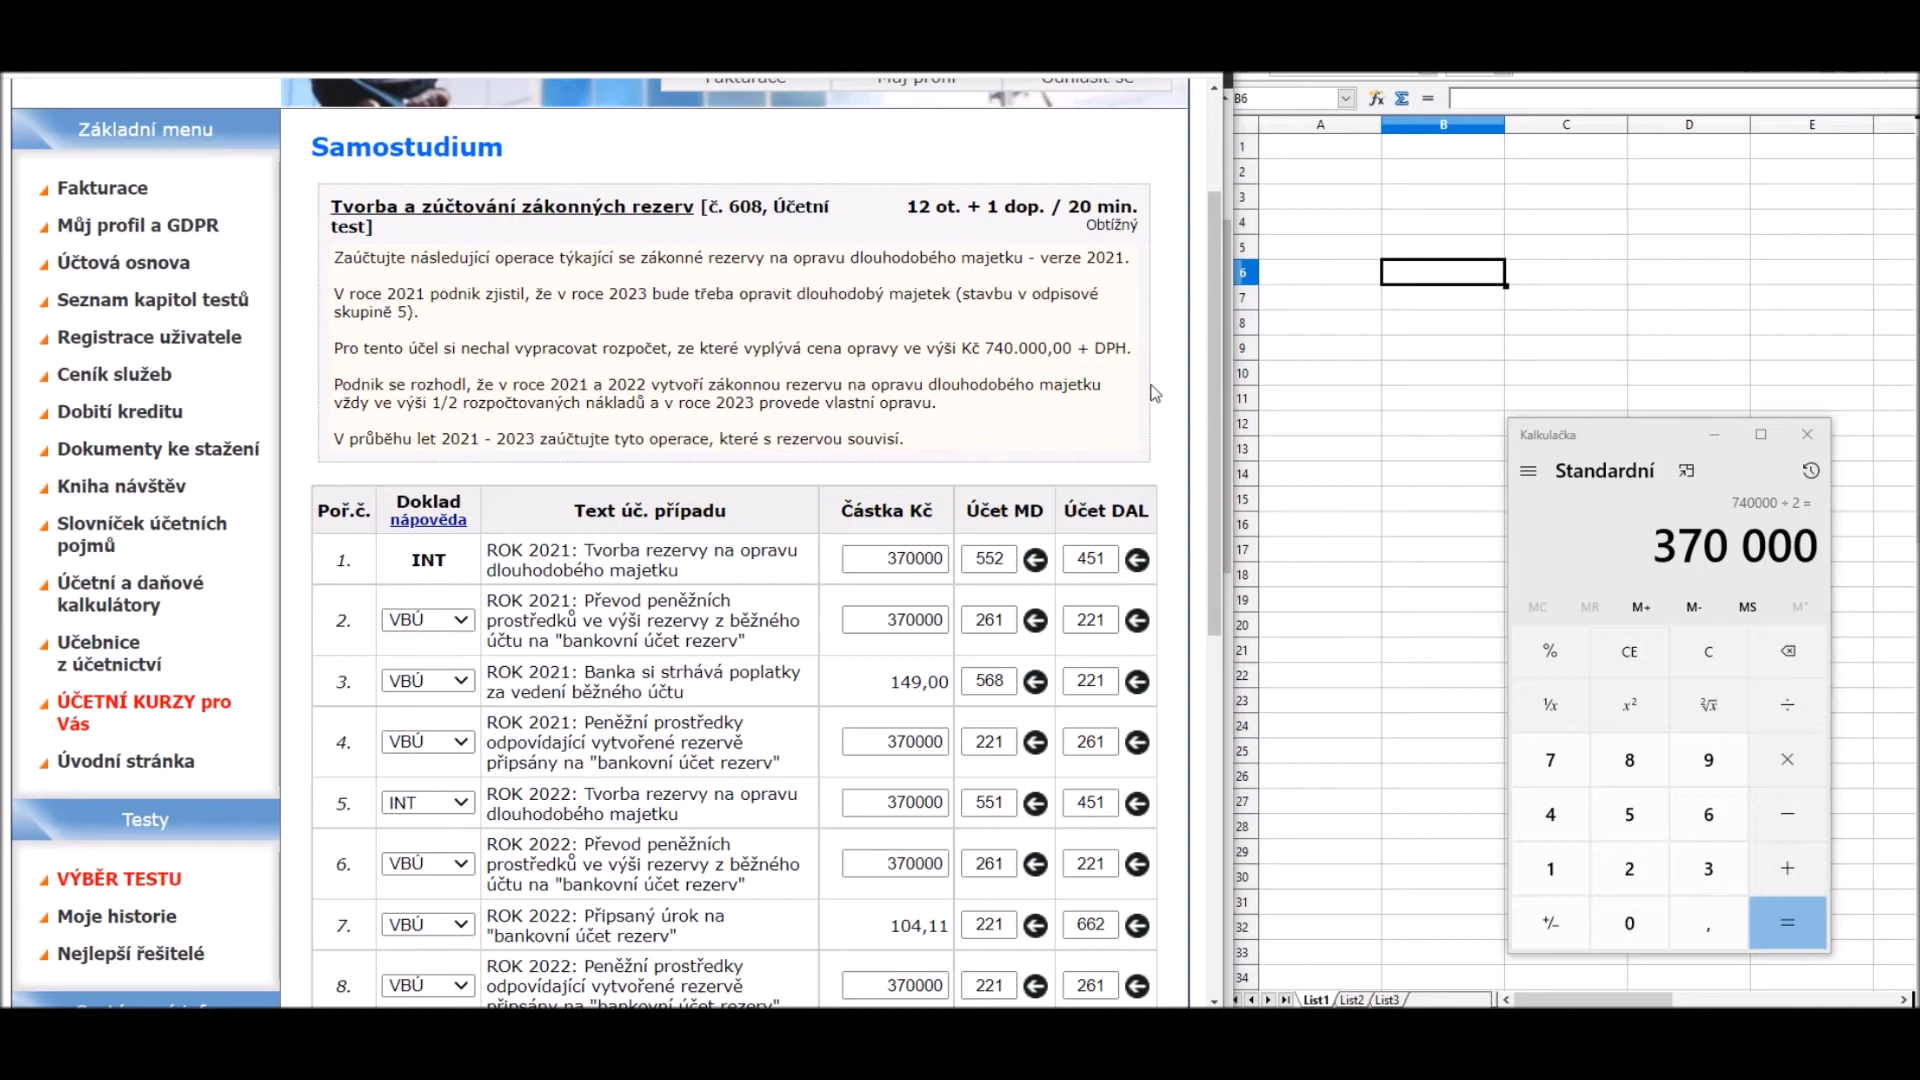 Fakturace Můj profil Odhlásit se
Základní menu
Fakturace
Můj profil a GDPR
Účtová osnova
Seznam kapitol testů
Registrace uživatele
Ceník služeb
Dobití kreditu
Dokumenty ke stažení
Kniha návštěv
Slovníček účetních
pojmů
Účetní a daňové
kalkulátory
Učebnice
z účetnictví
ÚČETNÍ KURZY pro
Vás
Úvodní stránka
Testy
VÝBĚR TESTU
Moje historie
Nejlepší řešitelé
Samostudium
Tvorba a zúčtování zákonných rezerv [č. 608, Účetní
test]
12 ot. + 1 dop. / 20 min.
Obtížný
Zaúčtujte následující operace týkající se zákonné rezervy na opravu dlouhodobého majetku - verze 2021.
V roce 2021 podnik zjistil, že v roce 2023 bude třeba opravit dlouhodobý majetek (stavbu v odpisové
skupině 5).
Pro tento účel si nechal vypracovat rozpočet, ze které vyplývá cena opravy ve výši Kč 740.000,00 + DPH.
Podnik se rozhodl, že v roce 2021 a 2022 vytvoří zákonnou rezervu na opravu dlouhodobého majetku
vždy ve výši 1/2 rozpočtovaných nákladů a v roce 2023 provede vlastní opravu.
V průběhu let 2021 - 2023 zaúčtujte tyto operace, které s rezervou souvisí.
Poř.č. Doklad Text úč. případu Částka Kč Účet MD Účet DAL
nápověda
1. INT ROK 2021: Tvorba rezervy na opravu
dlouhodobého majetku 370000 552 451
2. VBÚ ROK 2021: Převod peněžních
prostředků ve výši rezervy z běžného
účtu na "bankovní účet rezerv" 370000 261 221
3. VBÚ ROK 2021: Banka si strhává poplatky
za vedení běžného účtu 149,00 568 221
4. VBÚ ROK 2021: Peněžní prostředky
odpovídající vytvořené rezervě
připsány na "bankovní účet rezerv" 370000 221 261
5. INT ROK 2022: Tvorba rezervy na opravu
dlouhodobého majetku 370000 551 451
6. VBÚ ROK 2022: Převod peněžních
prostředků ve výši rezervy z běžného
účtu na "bankovní účet rezerv" 370000 261 221
7. VBÚ ROK 2022: Připsaný úrok na
"bankovní účet rezerv" 104,11 221 662
8. VBÚ ROK 2022: Peněžní prostředky
odpovídající vytvořené rezervě
připsány na "bankovní účet rezerv" 370000 221 261
B6
A B C D E
1
2
3
4
5
6
7
8
9
10
11
12
13
14
15
16
17
18
19
20
21
22
23
24
25
26
27
28
29
30
31
32
33
34
List1 List2 List3
Kalkulačka
Standardní
740000 ÷ 2 =
370 000
MC MR M+ M- MS M˅
% CE C
¹/x x² ²√x ÷
7 8 9 ×
4 5 6 −
1 2 3 +
+/− 0 , =